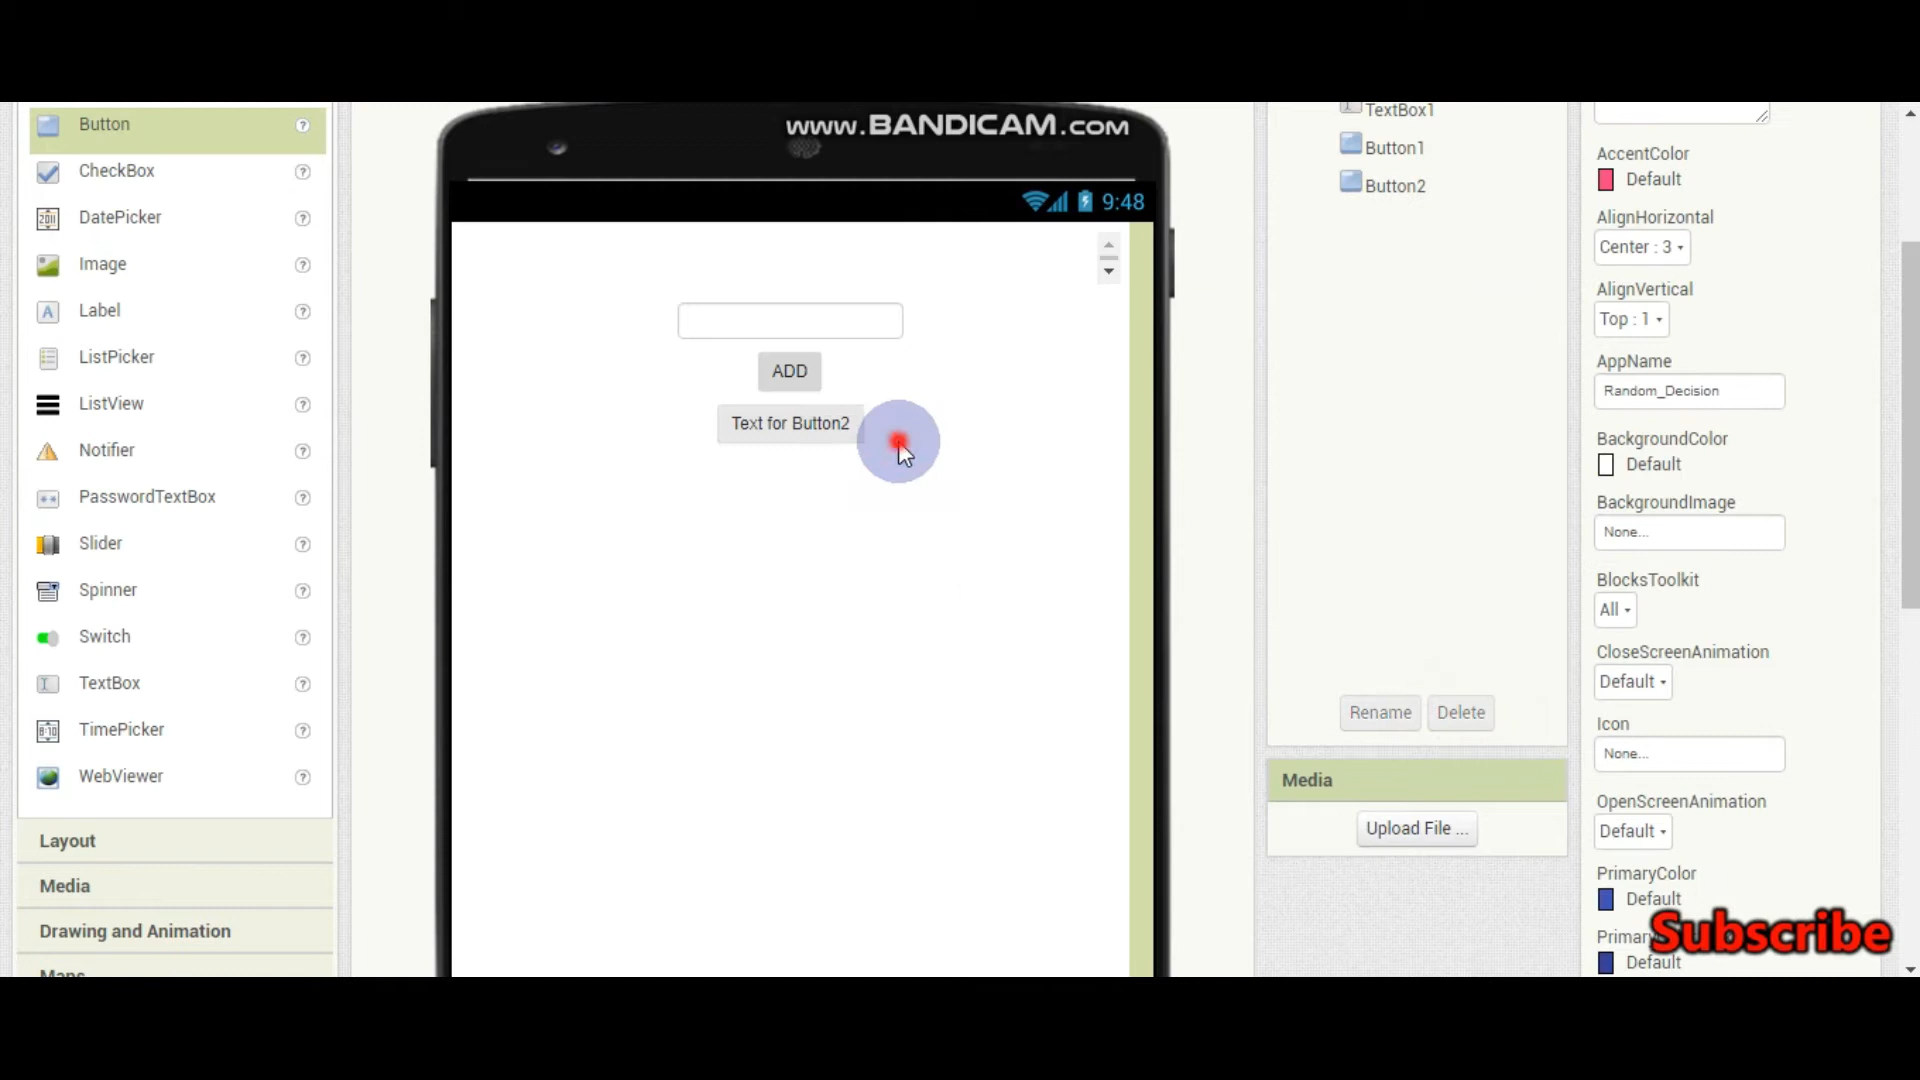 www.BANDICAM.com
Button
?
CheckBox
?
DatePicker
?
Image
?
Label
?
ListPicker
?
ListView
?
Notifier
?
PasswordTextBox
?
Slider
?
Spinner
?
Switch
?
TextBox
?
TimePicker
?
WebViewer
?
Layout
Media
Drawing and Animation
Maps
9:48
ADD
Text for Button2
TextBox1
Button1
Button2
Rename
Delete
Media
Upload File ...
AccentColor
Default
AlignHorizontal
Center : 3
AlignVertical
Top : 1
AppName
Random_Decision
BackgroundColor
Default
BackgroundImage
None...
BlocksToolkit
All
CloseScreenAnimation
Default
Icon
None...
OpenScreenAnimation
Default
PrimaryColor
Default
Primary
Default
Subscribe